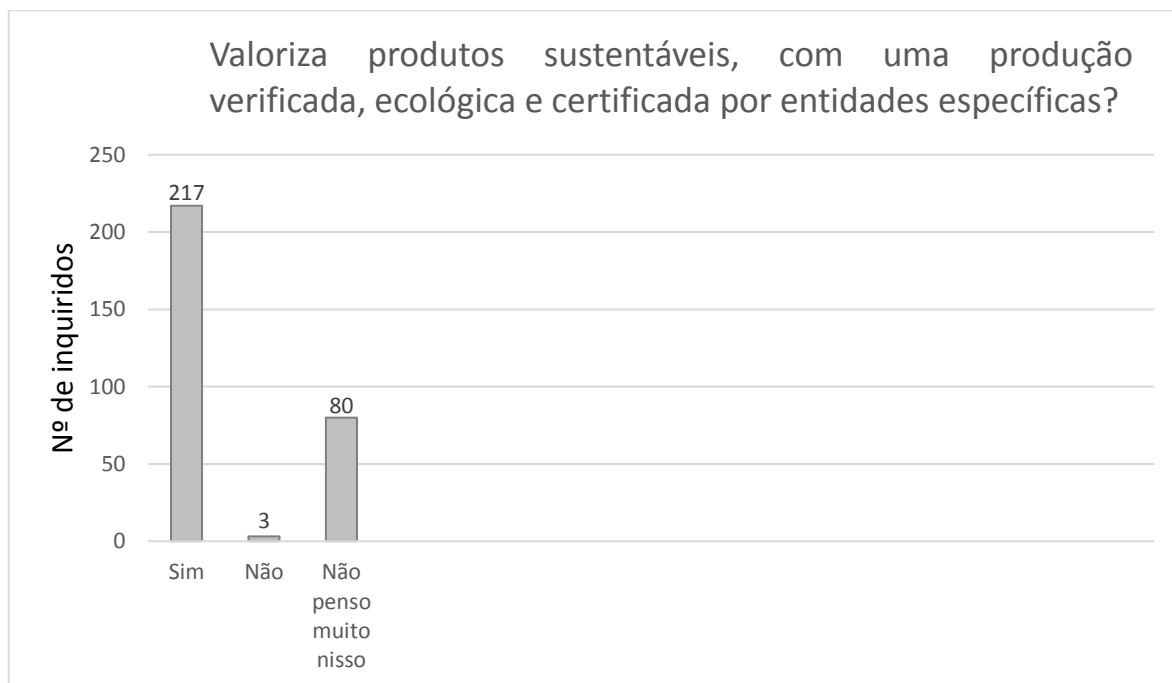 Valoriza produtos sustentáveis, com uma produção
verificada, ecológica e certificada por entidades específicas?
Nº de inquiridos
250
200
150
100
50
0
217
3
80
Sim
Não
Não
penso
muito
nisso